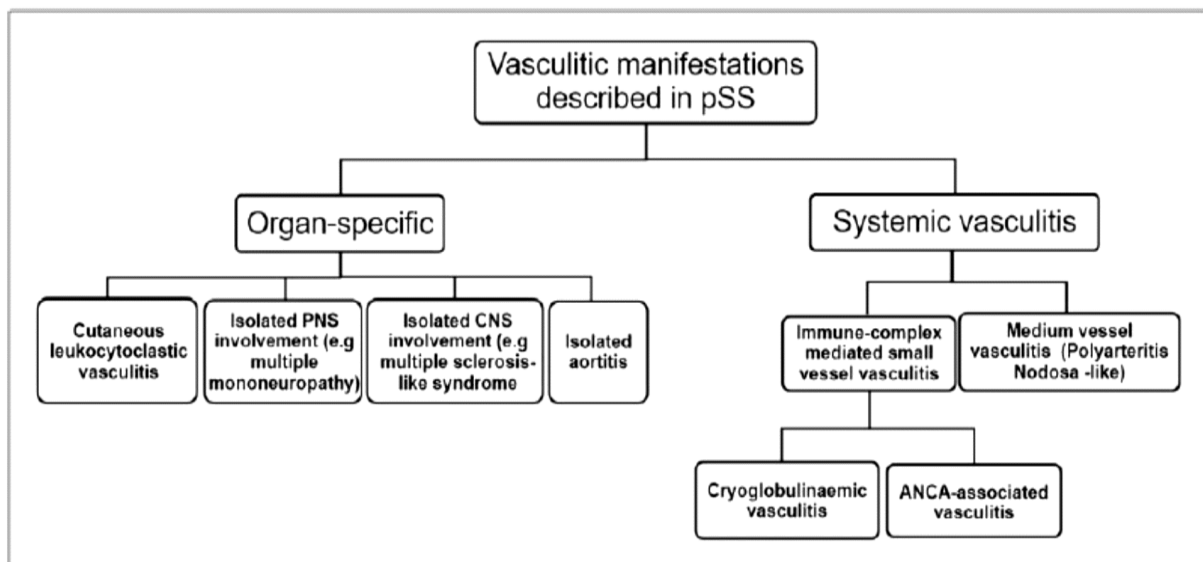 Vasculitic manifestations
described in pSS
Organ-specific
Systemic vasculitis
Cutaneous
leukocytoclastic
vasculitis
Isolated PNS
involvement (e.g
multiple
mononeuropathy)
Isolated CNS
involvement (e.g
multiple sclerosis-
like syndrome
Isolated
aortitis
Immune-complex
mediated small
vessel vasculitis
Medium vessel
vasculitis (Polyarteritis
Nodosa -like)
Cryoglobulinaemic
vasculitis
ANCA-associated
vasculitis